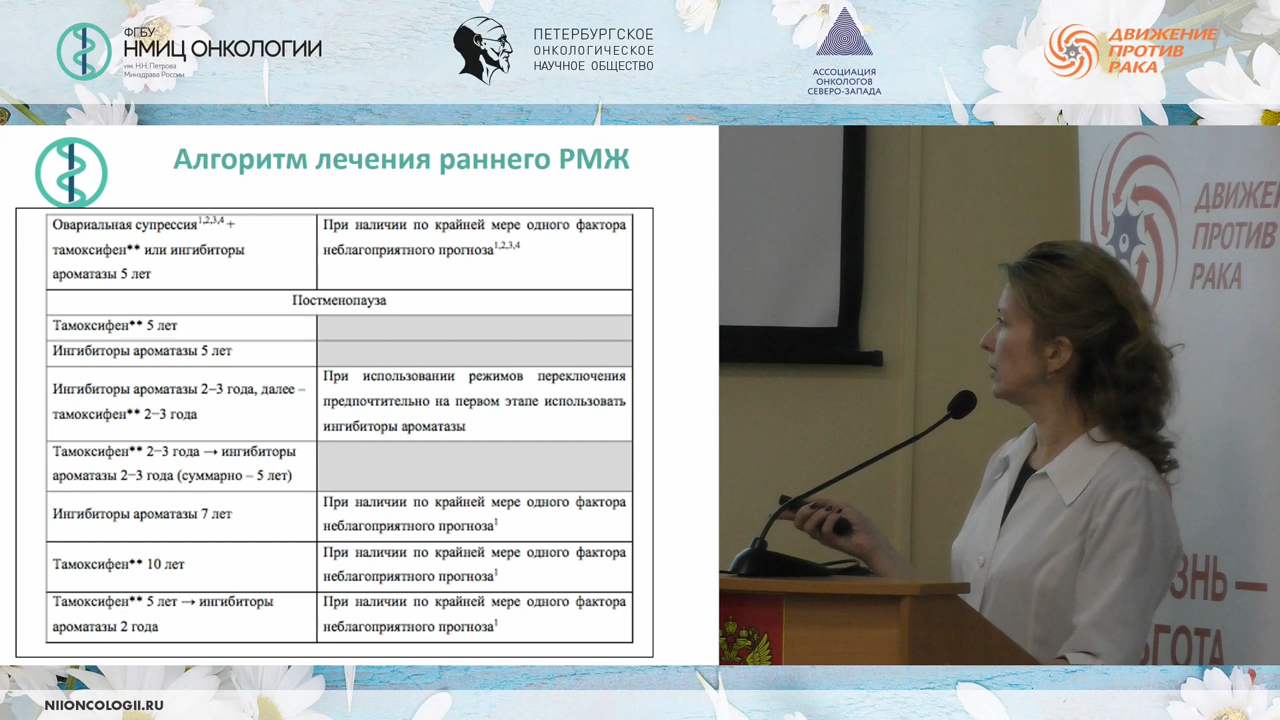 ФГБУ
НМИЦ ОНКОЛОГИИ
им. Н.Н. Петрова
Минздрава России
ПЕТЕРБУРГСКОЕ
ОНКОЛОГИЧЕСКОЕ
НАУЧНОЕ ОБЩЕСТВО
АССОЦИАЦИЯ
ОНКОЛОГОВ
СЕВЕРО-ЗАПАДА
ДВИЖЕНИЕ
ПРОТИВ
РАКА
Алгоритм лечения раннего РМЖ
Овариальная супрессия1,2,3,4 +
тамоксифен** или ингибиторы
ароматазы 5 лет
При наличии по крайней мере одного фактора
неблагоприятного прогноза1,2,3,4
Постменопауза
Тамоксифен** 5 лет
Ингибиторы ароматазы 5 лет
Ингибиторы ароматазы 2−3 года, далее –
тамоксифен** 2−3 года
При использовании режимов переключения
предпочтительно на первом этапе использовать
ингибиторы ароматазы
Тамоксифен** 2−3 года → ингибиторы
ароматазы 2−3 года (суммарно – 5 лет)
Ингибиторы ароматазы 7 лет
При наличии по крайней мере одного фактора
неблагоприятного прогноза1
Тамоксифен** 10 лет
При наличии по крайней мере одного фактора
неблагоприятного прогноза1
Тамоксифен** 5 лет → ингибиторы
ароматазы 2 года
При наличии по крайней мере одного фактора
неблагоприятного прогноза1
ДВИЖЕН
ПРОТИВ
РАКА
ЗНЬ —
ЬГОТА
NIIONCOLOGII.RU